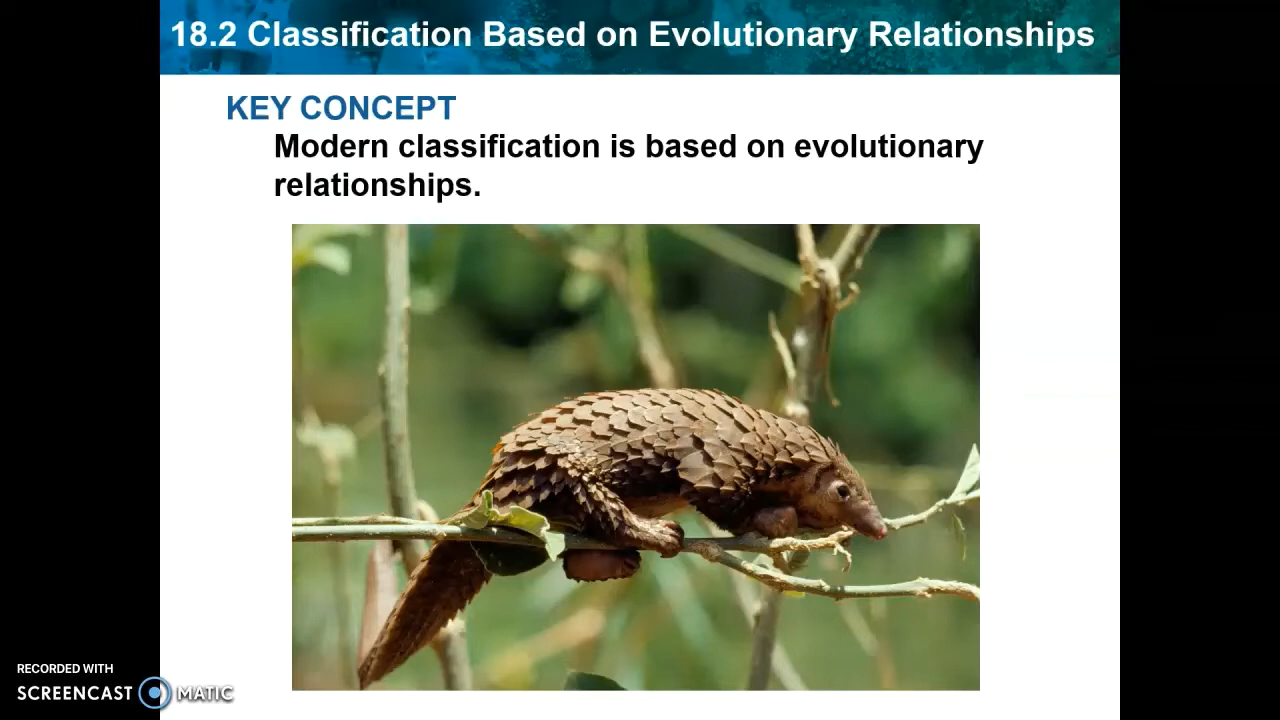 18.2 Classification Based on Evolutionary Relationships
KEY CONCEPT
Modern classification is based on evolutionary
relationships.
RECORDED WITH
SCREENCAST MATIC